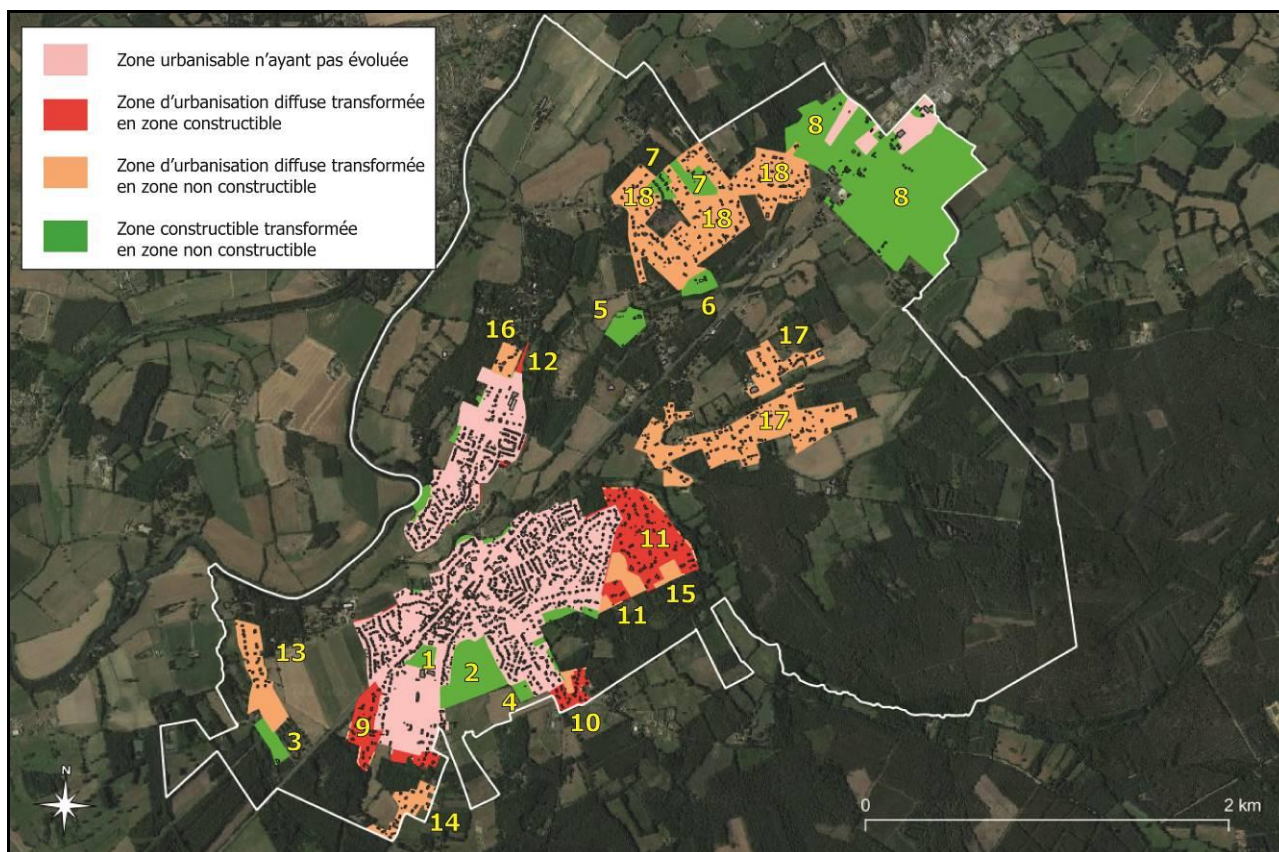 Zone urbanisable n'ayant pas évoluée
Zone d'urbanisation diffuse transformée
en zone constructible
Zone d'urbanisation diffuse transformée
en zone non constructible
Zone constructible transformée
en zone non constructible
8
7
18
7
18
8
18
5
6
16
12
17
17
11
11
15
13
1
2
4
10
9
3
14
N
0
2 km